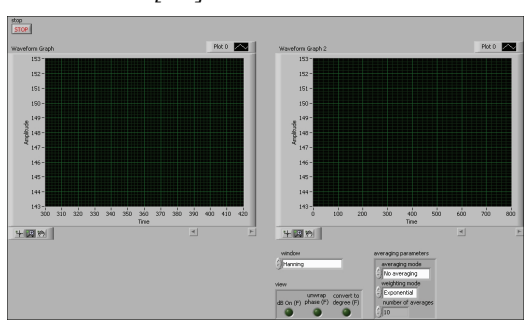 stop
STOP
Waveform Graph
Plot 0
Amplitude
153
152
151
150
149
148
147
146
145
144
143
300 310 320 330 340 350 360 370 380 390 400 410 420
Time
Waveform Graph 2
Plot 0
Amplitude
153
152
151
150
149
148
147
146
145
144
143
0 100 200 300 400 500 600 700 800
Time
window
Hanning
view
dB On (F)
unwrap
phase (F)
convert to
degree (F)
averaging parameters
averaging mode
No averaging
weighting mode
Exponential
number of averages
10